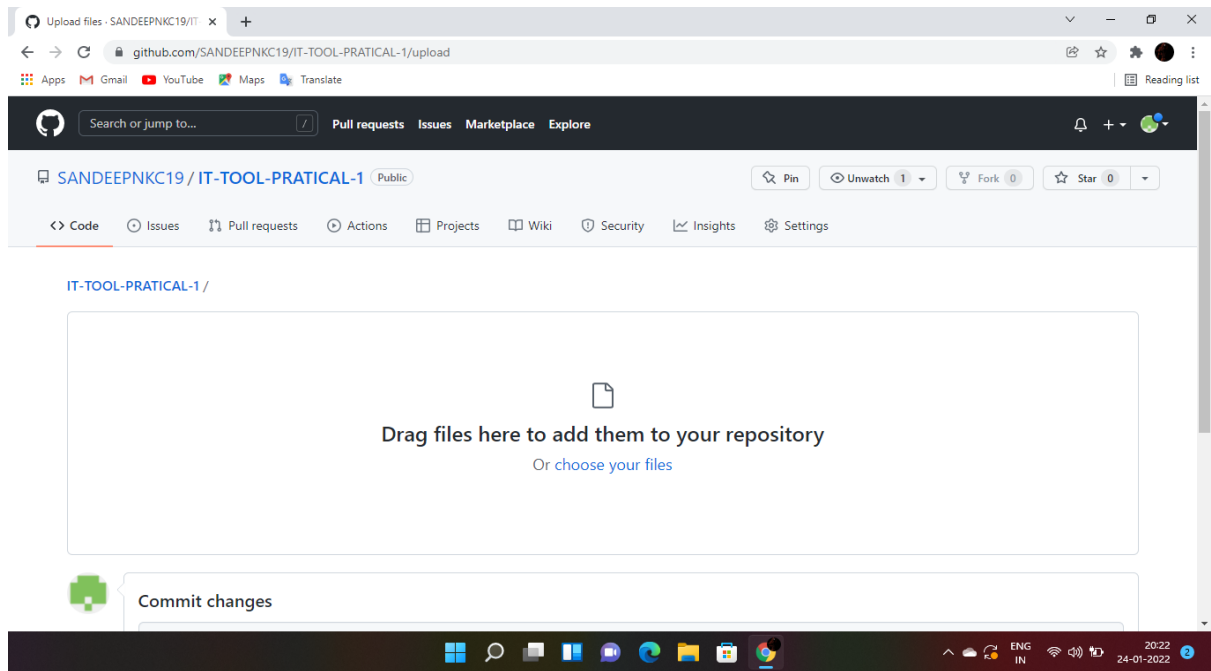 Upload files · SANDEEPNKC19/IT
github.com/SANDEEPNKC19/IT-TOOL-PRATICAL-1/upload
Apps Gmail YouTube Maps Translate Reading list
Search or jump to... / Pull requests Issues Marketplace Explore
SANDEEPNKC19 / IT-TOOL-PRATICAL-1 Public Pin Unwatch 1 Fork 0 Star 0
<> Code Issues Pull requests Actions Projects Wiki Security Insights Settings
IT-TOOL-PRATICAL-1 /
Drag files here to add them to your repository
Or choose your files
Commit changes
ENG 20:22
IN 24-01-2022 2